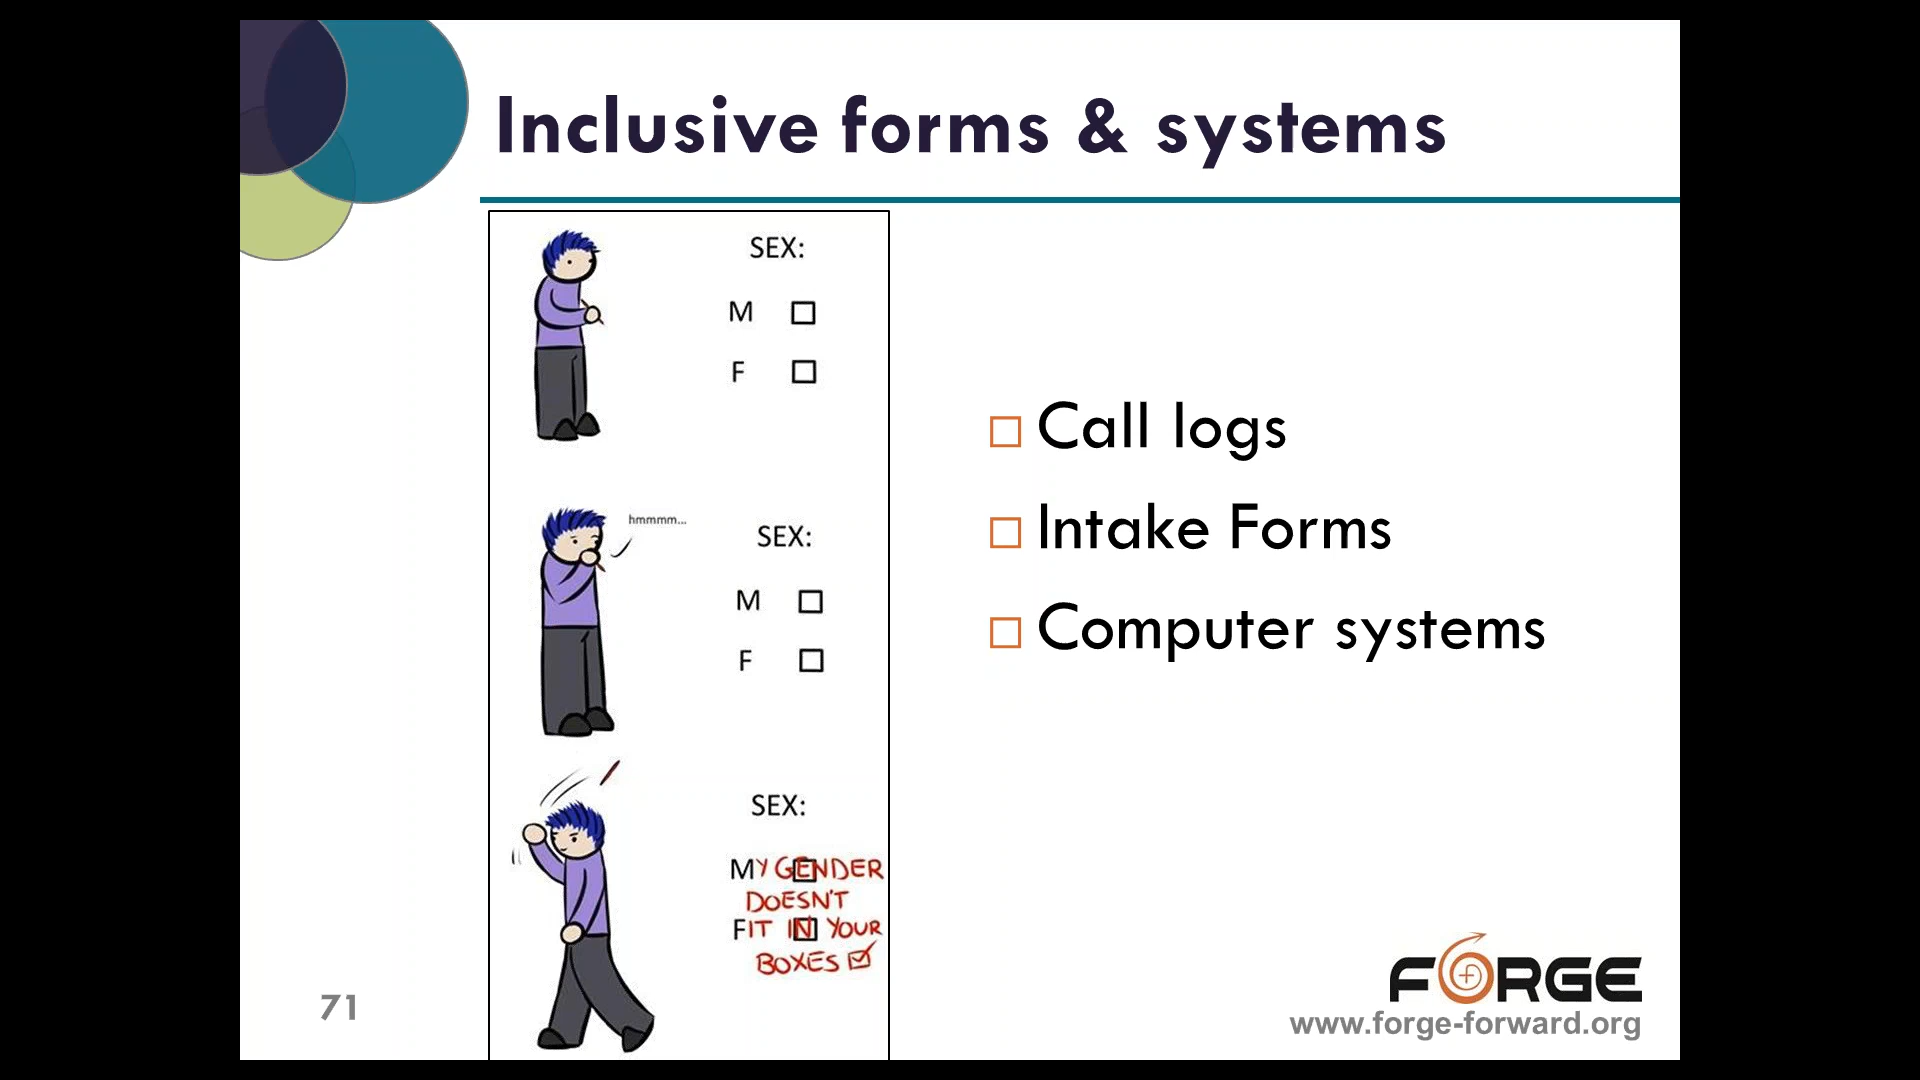 Inclusive forms & systems
SEX:
M
F
hmmmm...
SEX:
M
F
SEX:
MY GENDER
DOESN'T
FIT IN YOUR
BOXES
Call logs
Intake Forms
Computer systems
71
FORGE
www.forge-forward.org